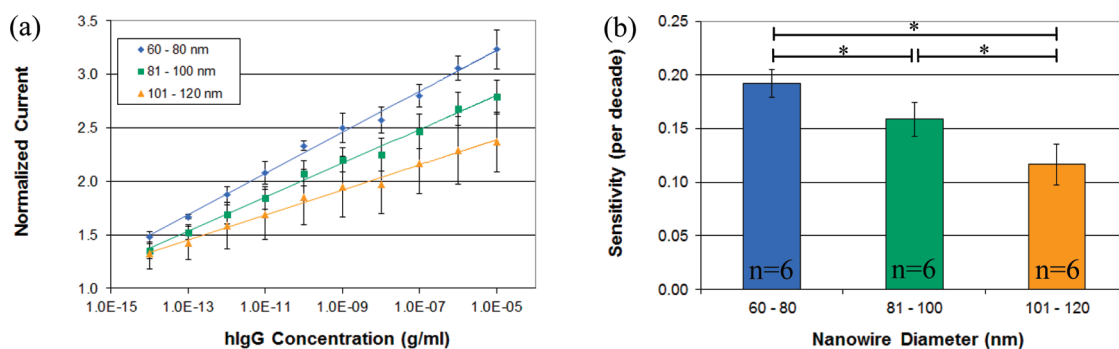 (a)
Normalized Current
3.5
3.0
2.5
2.0
1.5
1.0
60 - 80 nm
81 - 100 nm
101 - 120 nm
1.0E-15 1.0E-13 1.0E-11 1.0E-09 1.0E-07 1.0E-05
hIgG Concentration (g/ml)
(b)
Sensitivity (per decade)
0.20
0.15
0.10
0.05
0.00
*
* *
n=6 n=6 n=6
60 - 80 81 - 100 101 - 120
Nanowire Diameter (nm)